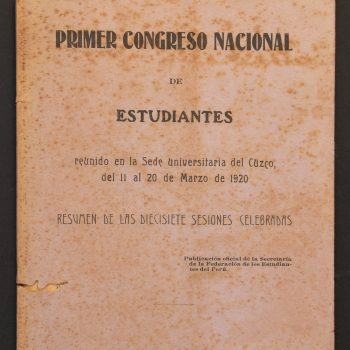 PRIMER CONGRESO NACIONAL
DE
ESTUDIANTES
reunido en la Sede universitaria del Cuzco,
del 11 al 20 de Marzo de 1920
RESUMEN DE LAS DIECISIETE SESIONES CELEBRADAS
Publicación oficial de la Secretaría
de la Federación de los Estudian-
tes del Perú.